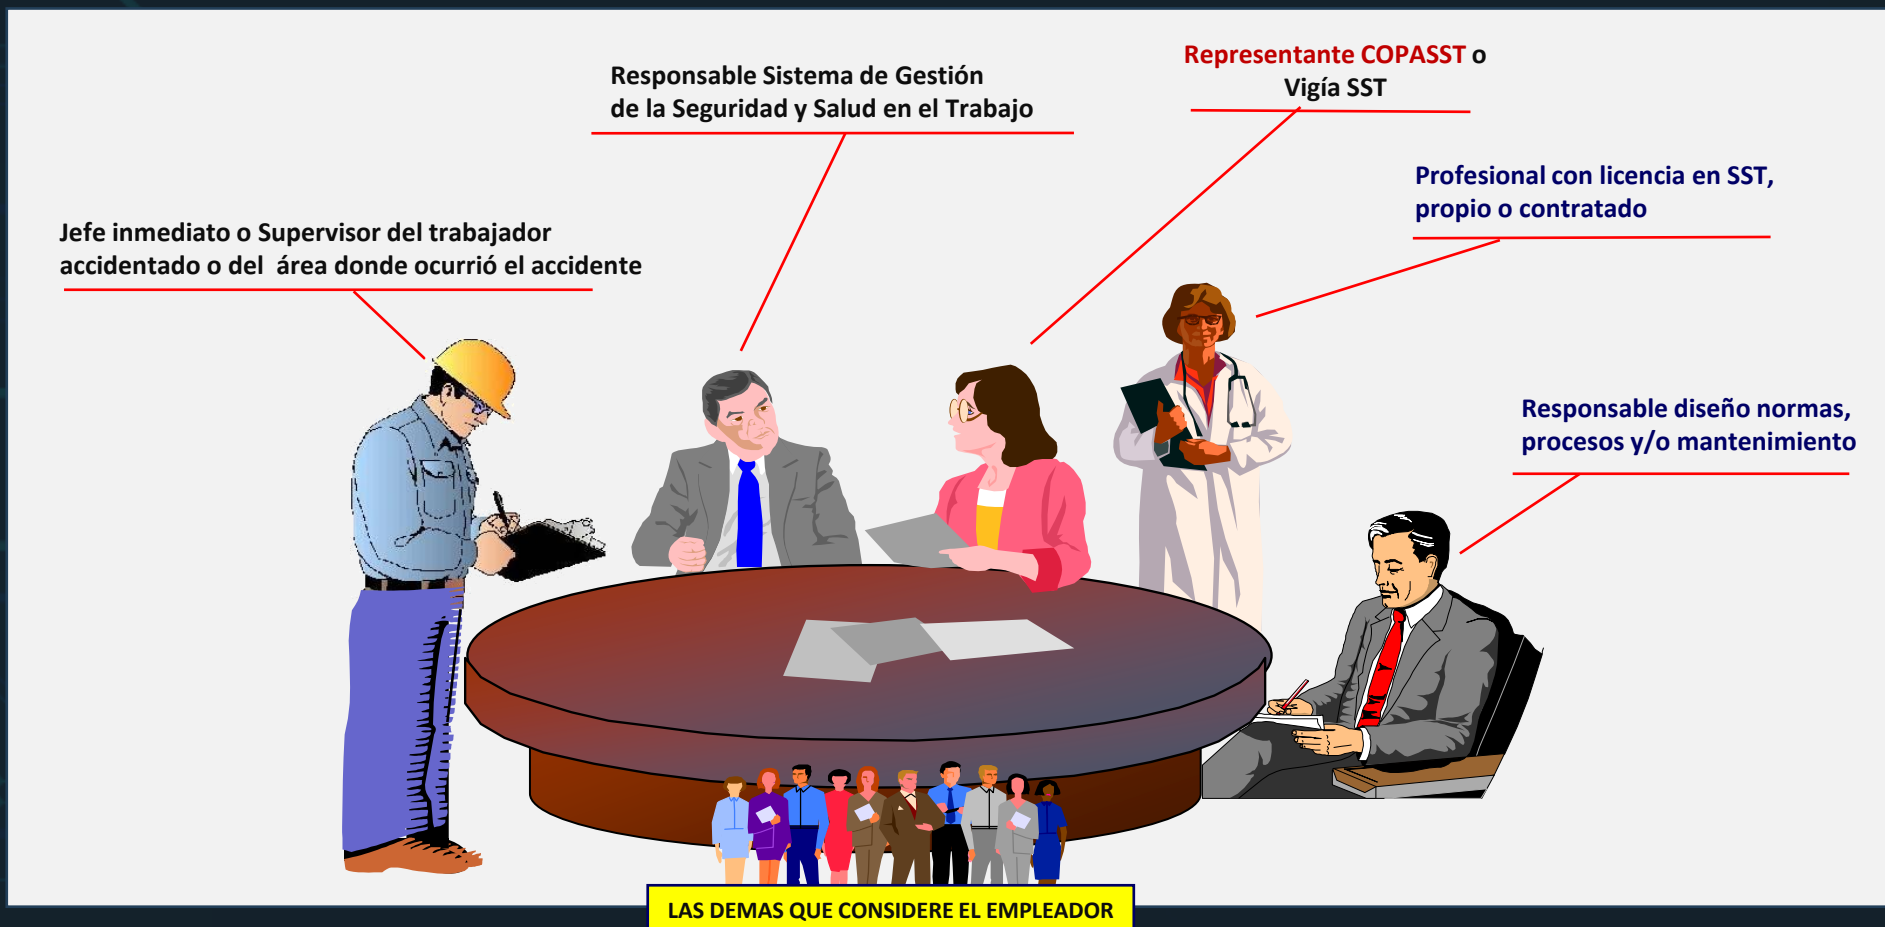 Representante COPASST o
Vigía SST
Responsable Sistema de Gestión
de la Seguridad y Salud en el Trabajo
Profesional con licencia en SST,
propio o contratado
Jefe inmediato o Supervisor del trabajador
accidentado o del área donde ocurrió el accidente
Responsable diseño normas,
procesos y/o mantenimiento
LAS DEMAS QUE CONSIDERE EL EMPLEADOR